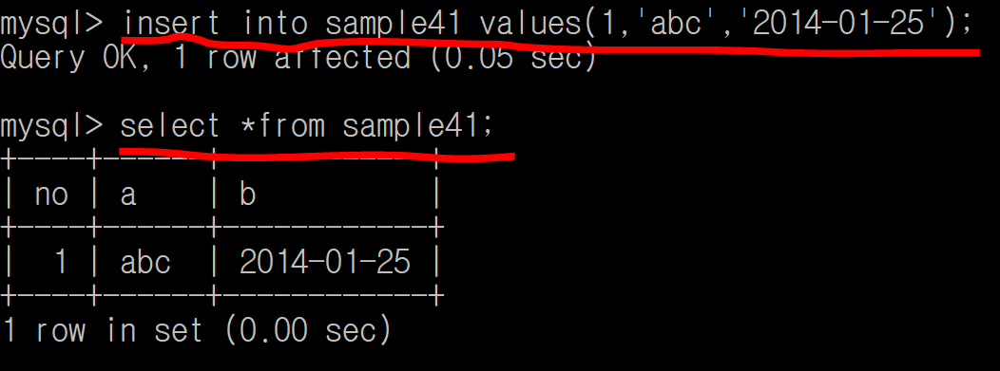 mysql> insert into sample41 values(1,'abc','2014-01-25');
Query OK, 1 row affected (0.05 sec)
mysql> select *from sample41;
+----+------+------------+
| no | a    | b          |
+----+------+------------+
|  1 | abc  | 2014-01-25 |
+----+------+------------+
1 row in set (0.00 sec)